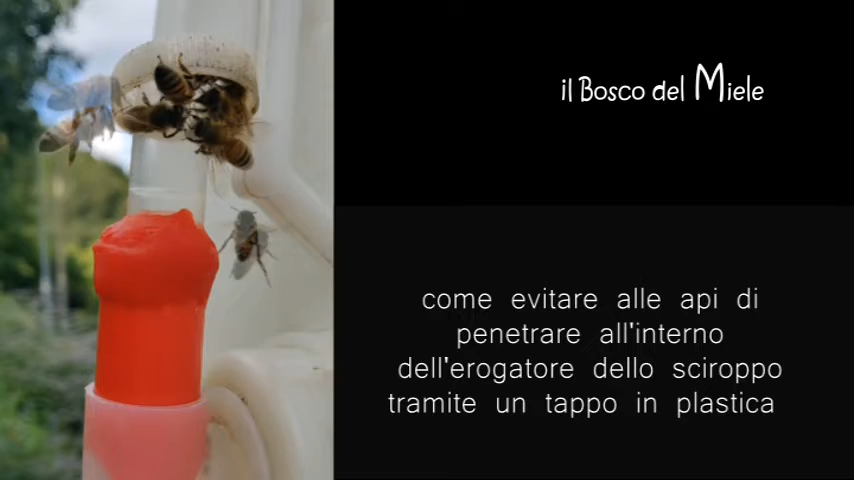 il Bosco del Miele
come evitare alle api di
penetrare all'interno
dell'erogatore dello sciroppo
tramite un tappo in plastica